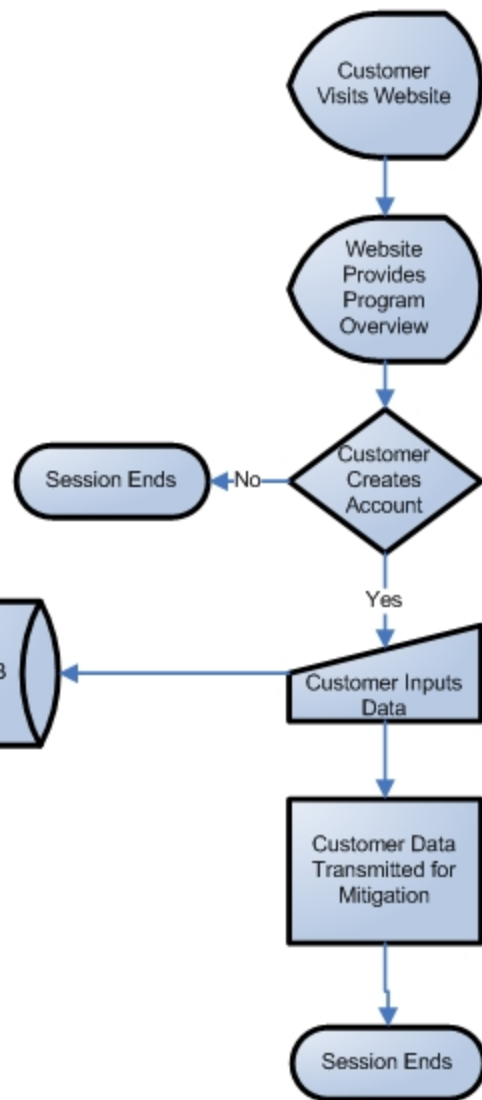 Customer
Visits Website
Website
Provides
Program
Overview
Customer
Creates
Account
No
Session Ends
Yes
Customer Inputs
Data
Customer Data
Transmitted for
Mitigation
Session Ends